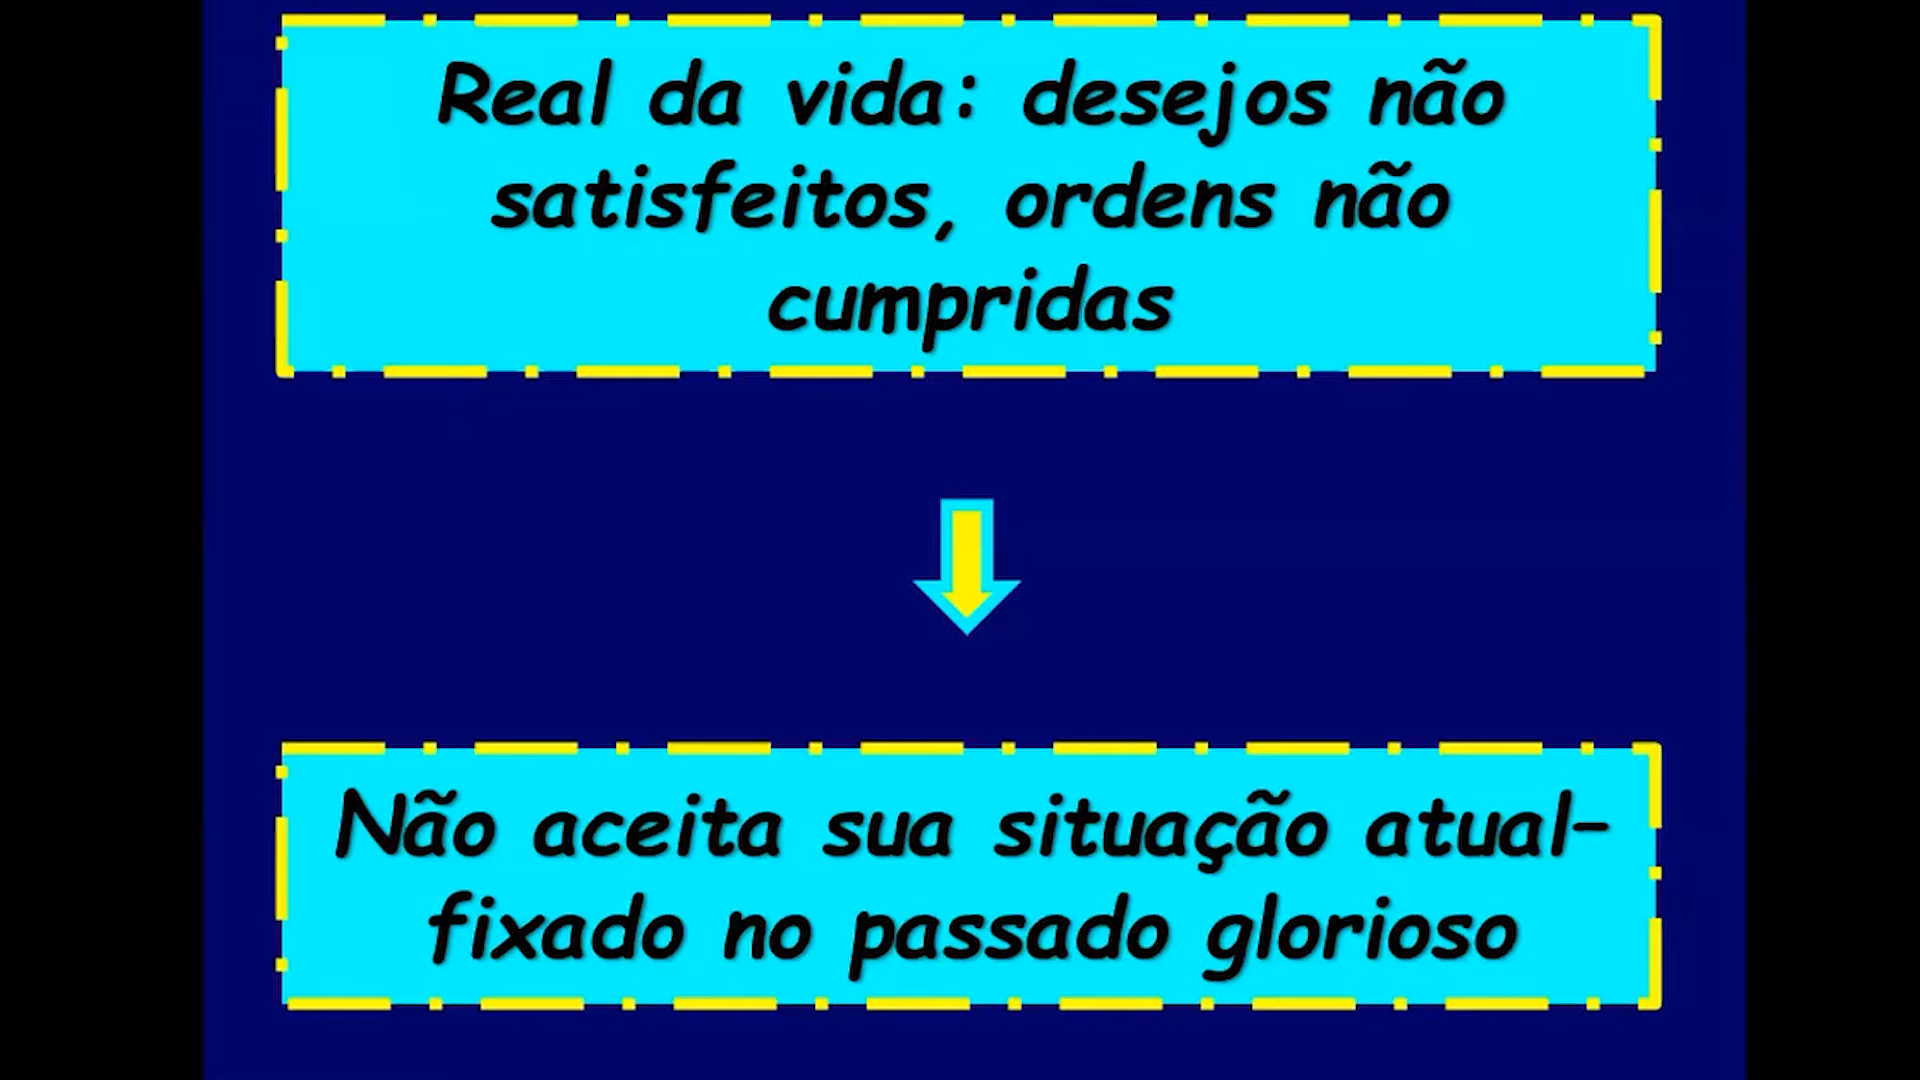 Real da vida: desejos não
satisfeitos, ordens não
cumpridas
Não aceita sua situação atual-
fixado no passado glorioso